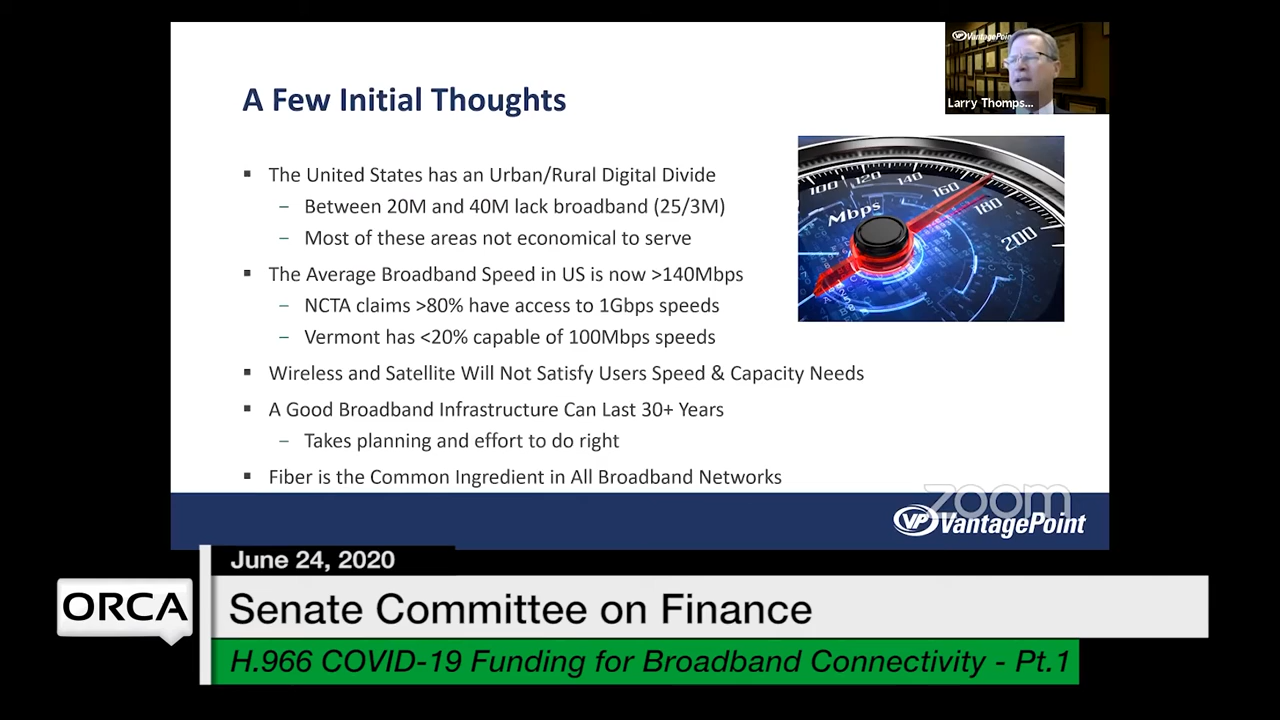 VP VantagePoint
Larry Thomps...
A Few Initial Thoughts
▪ The United States has an Urban/Rural Digital Divide
– Between 20M and 40M lack broadband (25/3M)
– Most of these areas not economical to serve
▪ The Average Broadband Speed in US is now >140Mbps
– NCTA claims >80% have access to 1Gbps speeds
– Vermont has <20% capable of 100Mbps speeds
▪ Wireless and Satellite Will Not Satisfy Users Speed & Capacity Needs
▪ A Good Broadband Infrastructure Can Last 30+ Years
– Takes planning and effort to do right
▪ Fiber is the Common Ingredient in All Broadband Networks
100 120 140 160 180 200
Mbps
zoom
VP VantagePoint
June 24, 2020
ORCA
Senate Committee on Finance
H.966 COVID-19 Funding for Broadband Connectivity - Pt.1